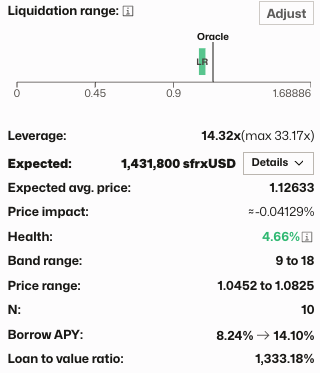 Liquidation range: i Adjust
Oracle
LR
0 0.45 0.9 1.68886
Leverage: 14.32x(max 33.17x)
Expected: 1,431,800 sfrxUSD Details
Expected avg. price: 1.12633
Price impact: ≈-0.04129%
Health: 4.66% i
Band range: 9 to 18
Price range: 1.0452 to 1.0825
N: 10
Borrow APY: 8.24% → 14.10%
Loan to value ratio: 1,333.18%